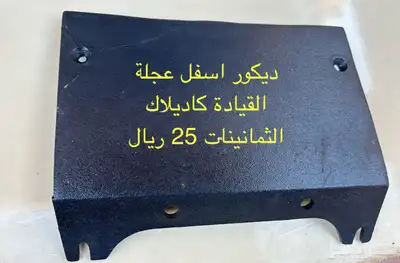 ديكور اسفل عجلة
القيادة كاديلاك
الثمانينات 25 ريال